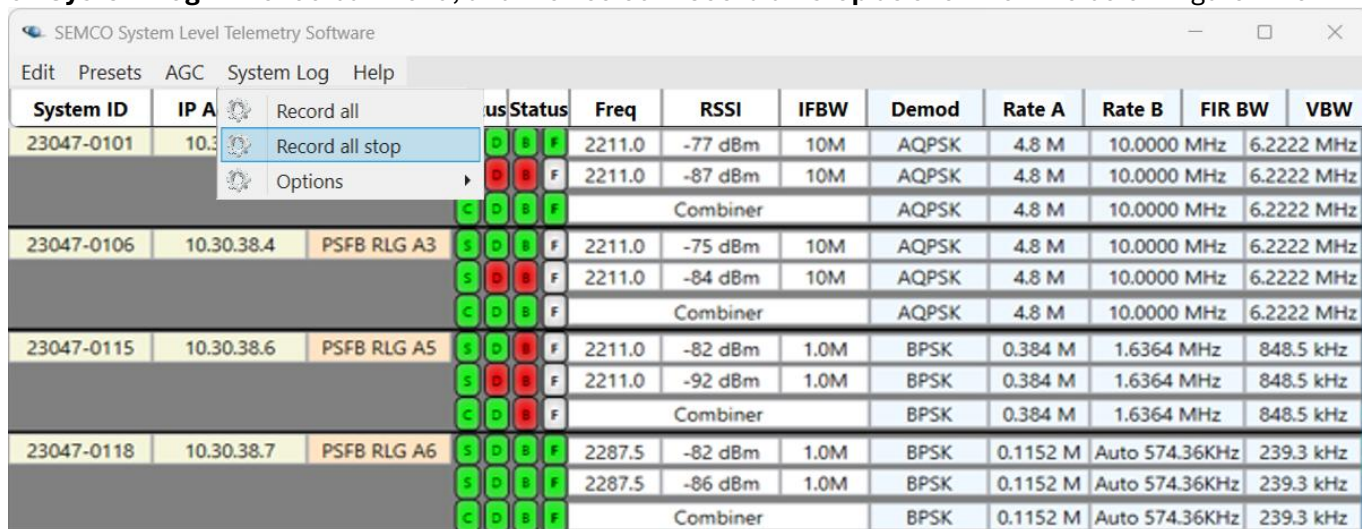 SEMCO System Level Telemetry Software
Edit Presets AGC System Log Help
System ID IP A us Status Freq RSSI IFBW Demod Rate A Rate B FIR BW VBW
Record all
23047-0101 10.3 D B F 2211.0 -77 dBm 10M AQPSK 4.8 M 10.0000 MHz 6.2222 MHz
Record all stop
D B F 2211.0 -87 dBm 10M AQPSK 4.8 M 10.0000 MHz 6.2222 MHz
Options
C D B F Combiner AQPSK 4.8 M 10.0000 MHz 6.2222 MHz
23047-0106 10.30.38.4 PSFB RLG A3 S D B F 2211.0 -75 dBm 10M AQPSK 4.8 M 10.0000 MHz 6.2222 MHz
S D B F 2211.0 -84 dBm 10M AQPSK 4.8 M 10.0000 MHz 6.2222 MHz
C D B F Combiner AQPSK 4.8 M 10.0000 MHz 6.2222 MHz
23047-0115 10.30.38.6 PSFB RLG A5 S D B F 2211.0 -82 dBm 1.0M BPSK 0.384 M 1.6364 MHz 848.5 kHz
S D B F 2211.0 -92 dBm 1.0M BPSK 0.384 M 1.6364 MHz 848.5 kHz
C D B F Combiner BPSK 0.384 M 1.6364 MHz 848.5 kHz
23047-0118 10.30.38.7 PSFB RLG A6 S D B F 2287.5 -82 dBm 1.0M BPSK 0.1152 M Auto 574.36KHz 239.3 kHz
S D B F 2287.5 -86 dBm 1.0M BPSK 0.1152 M Auto 574.36KHz 239.3 kHz
C D B F Combiner BPSK 0.1152 M Auto 574.36KHz 239.3 kHz